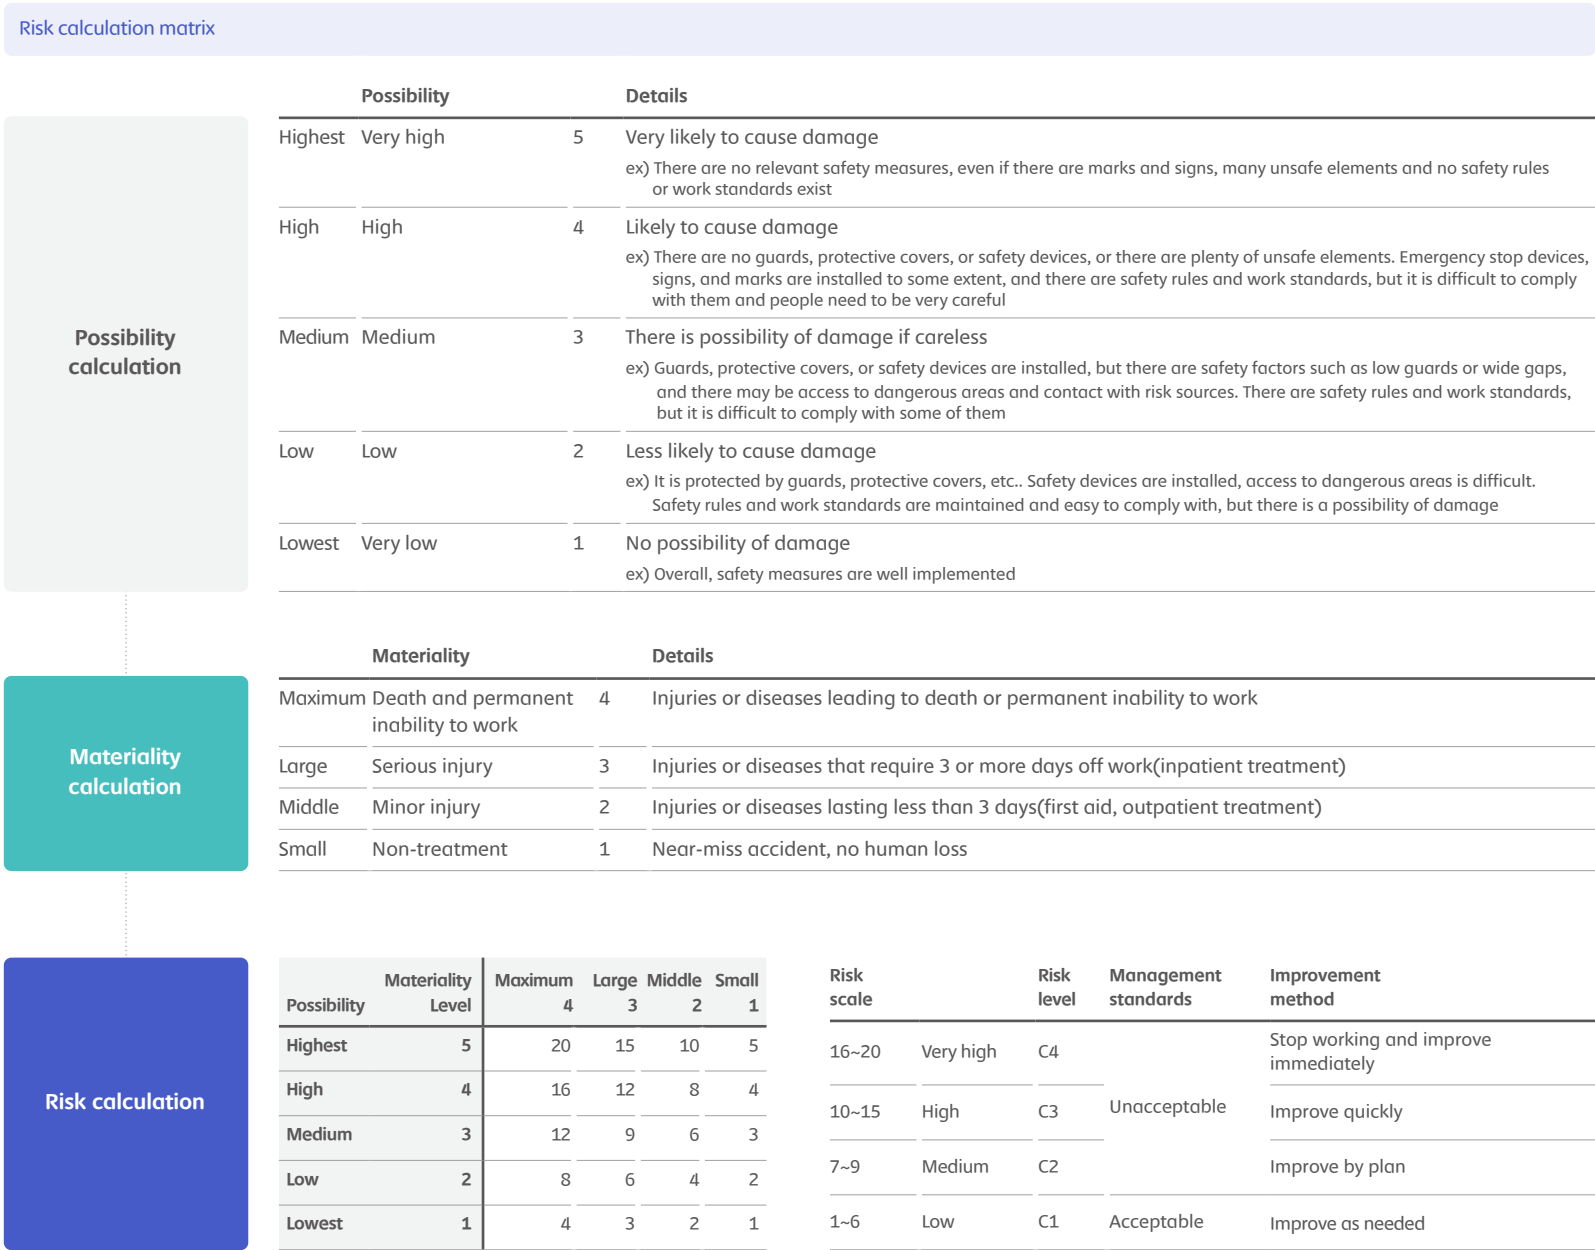 Risk calculation matrix
Possibility Details
Possibility
calculation
Highest Very high 5 Very likely to cause damage
ex) There are no relevant safety measures, even if there are marks and signs, many unsafe elements and no safety rules
or work standards exist
High High 4 Likely to cause damage
ex) There are no guards, protective covers, or safety devices, or there are plenty of unsafe elements. Emergency stop devices,
signs, and marks are installed to some extent, and there are safety rules and work standards, but it is difficult to comply
with them and people need to be very careful
Medium Medium 3 There is possibility of damage if careless
ex) Guards, protective covers, or safety devices are installed, but there are safety factors such as low guards or wide gaps,
and there may be access to dangerous areas and contact with risk sources. There are safety rules and work standards,
but it is difficult to comply with some of them
Low Low 2 Less likely to cause damage
ex) It is protected by guards, protective covers, etc.. Safety devices are installed, access to dangerous areas is difficult.
Safety rules and work standards are maintained and easy to comply with, but there is a possibility of damage
Lowest Very low 1 No possibility of damage
ex) Overall, safety measures are well implemented
Materiality Details
Materiality
calculation
Maximum Death and permanent 4 Injuries or diseases leading to death or permanent inability to work
inability to work
Large Serious injury 3 Injuries or diseases that require 3 or more days off work(inpatient treatment)
Middle Minor injury 2 Injuries or diseases lasting less than 3 days(first aid, outpatient treatment)
Small Non-treatment 1 Near-miss accident, no human loss
Risk calculation
Materiality Maximum Large Middle Small
Possibility Level 4 3 2 1
Highest 5 20 15 10 5
High 4 16 12 8 4
Medium 3 12 9 6 3
Low 2 8 6 4 2
Lowest 1 4 3 2 1
Risk Risk Management Improvement
scale level standards method
16~20 Very high C4 Stop working and improve
immediately
Unacceptable
10~15 High C3 Improve quickly
7~9 Medium C2 Improve by plan
1~6 Low C1 Acceptable Improve as needed